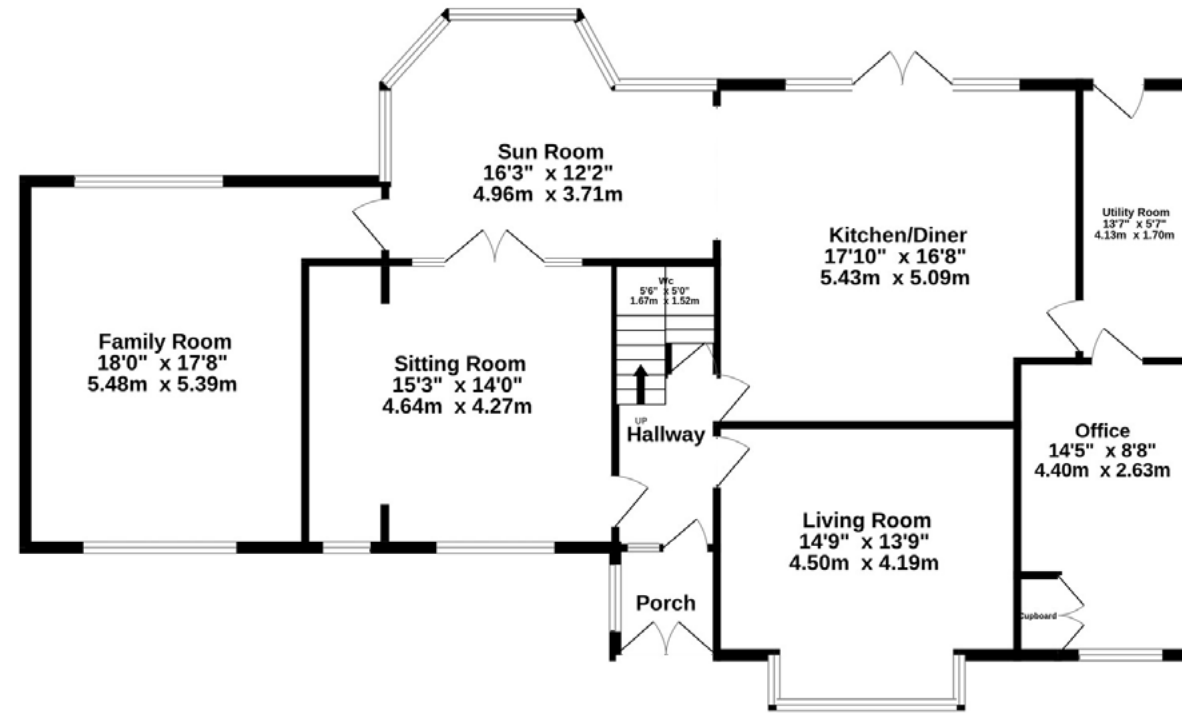 Sun Room
16'3" x 12'2"
4.96m x 3.71m
Kitchen/Diner
17'10" x 16'8"
5.43m x 5.09m
Utility Room
13'7" x 5'7"
4.13m x 1.70m
Wc
5'6" x 5'0"
1.67m x 1.52m
Family Room
18'0" x 17'8"
5.48m x 5.39m
Sitting Room
15'3" x 14'0"
4.64m x 4.27m
UP
Hallway
Office
14'5" x 8'8"
4.40m x 2.63m
Living Room
14'9" x 13'9"
4.50m x 4.19m
Porch
Cupboard